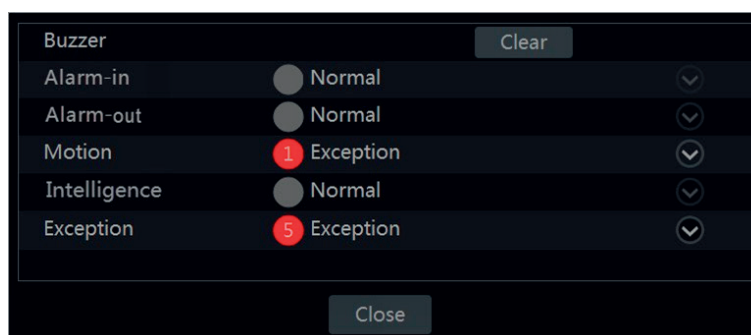 Buzzer Clear
Alarm-in Normal
Alarm-out Normal
Motion 1 Exception
Intelligence Normal
Exception 5 Exception
Close